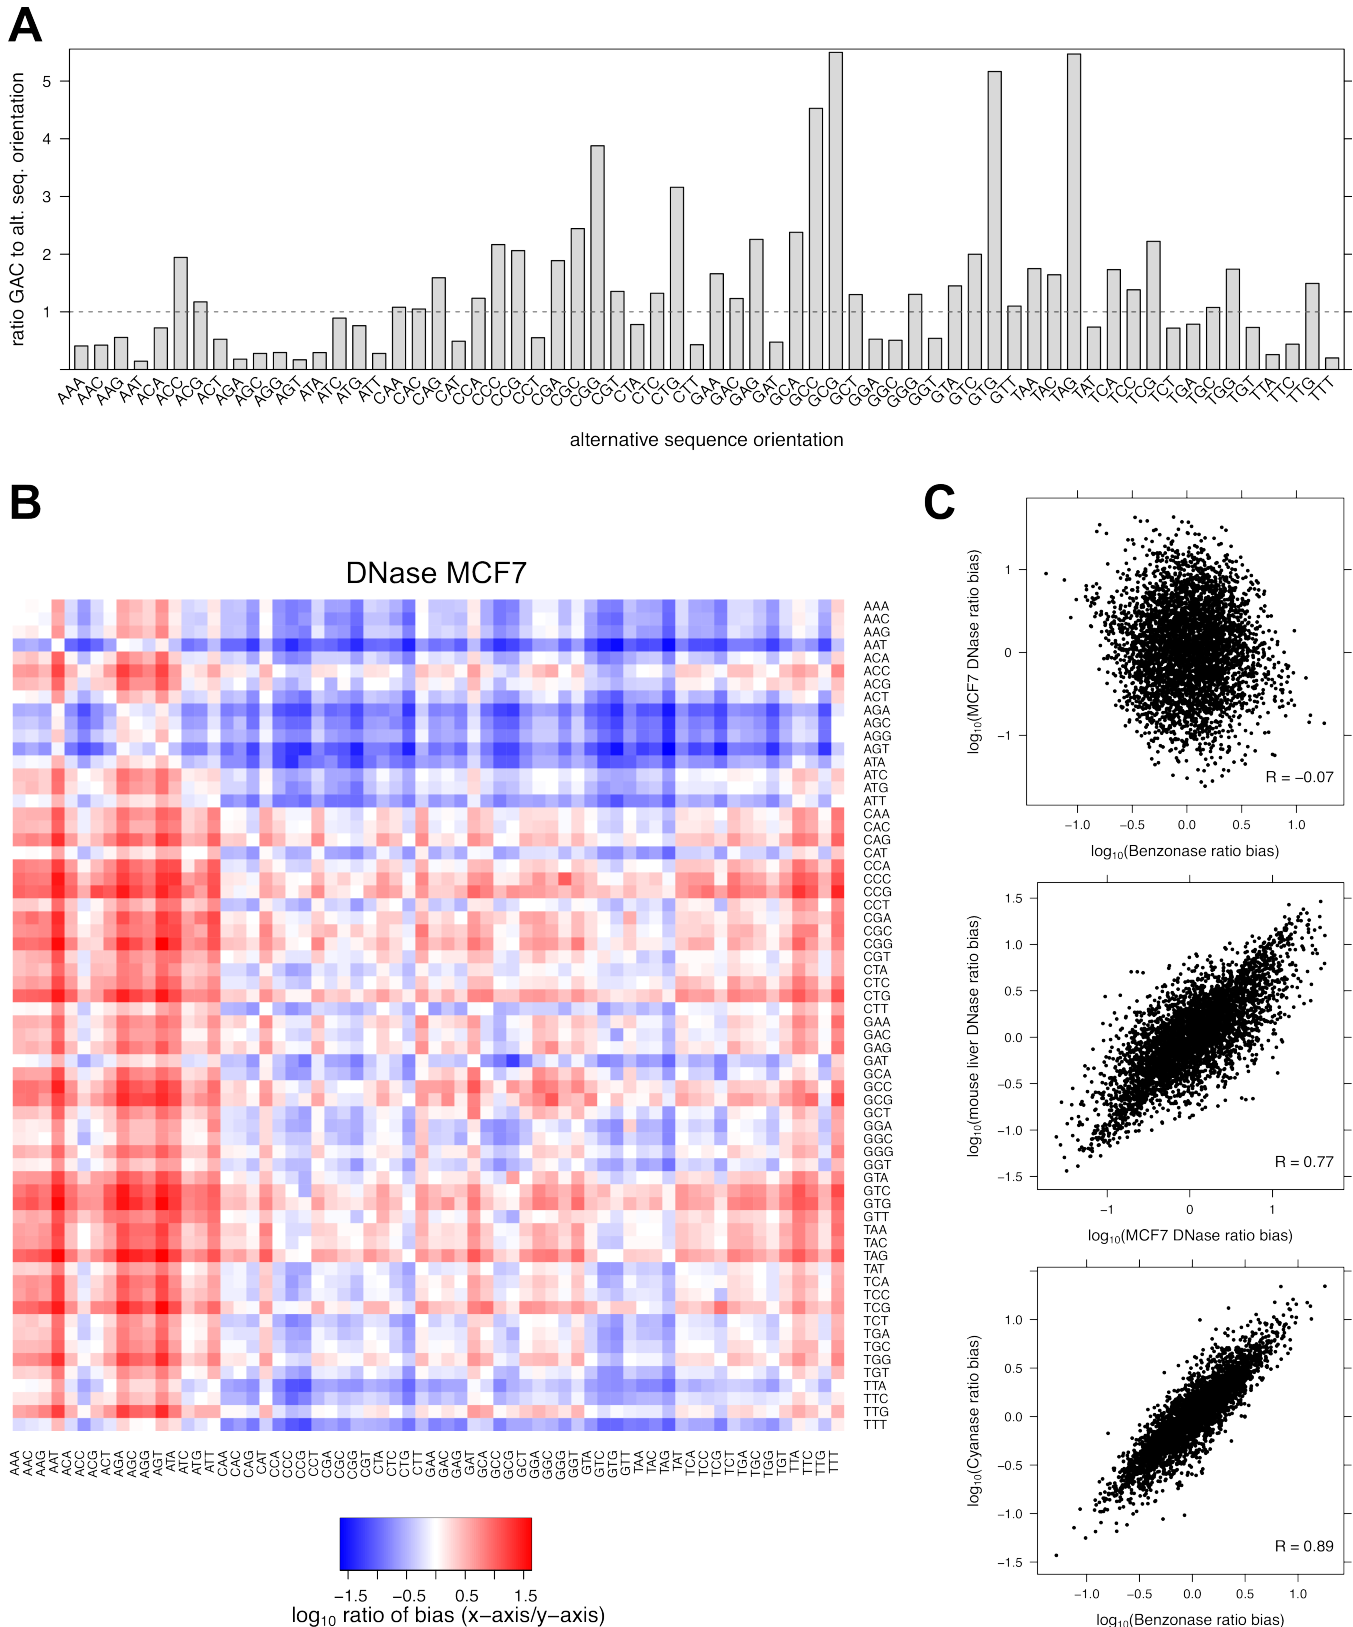 A
ratio GAC to alt. seq. orientation
5
4
3
2
1
AAA AAC AAG AAT ACA ACC ACG ACT AGA AGC AGG AGT ATA ATC ATG ATT CAA CAC CAG CAT CCA CCC CCG CCT CGA CGC CGG CGT CTA CTC CTG CTT GAA GAC GAG GAT GCA GCC GCG GCT GGA GGC GGG GGT GTA GTC GTG GTT TAA TAC TAG TAT TCA TCC TCG TCT TGA TGC TGG TGT TTA TTC TTG TTT
alternative sequence orientation
B
DNase MCF7
AAA
AAC
AAG
AAT
ACA
ACC
ACG
ACT
AGA
AGC
AGG
AGT
ATA
ATC
ATG
ATT
CAA
CAC
CAG
CAT
CCA
CCC
CCG
CCT
CGA
CGC
CGG
CGT
CTA
CTC
CTG
CTT
GAA
GAC
GAG
GAT
GCA
GCC
GCG
GCT
GGA
GGC
GGG
GGT
GTA
GTC
GTG
GTT
TAA
TAC
TAG
TAT
TCA
TCC
TCG
TCT
TGA
TGC
TGG
TGT
TTA
TTC
TTG
TTT
AAA AAC AAG AAT ACA ACC ACG ACT AGA AGC AGG AGT ATA ATC ATG ATT CAA CAC CAG CAT CCA CCC CCG CCT CGA CGC CGG CGT CTA CTC CTG CTT GAA GAC GAG GAT GCA GCC GCG GCT GGA GGC GGG GGT GTA GTC GTG GTT TAA TAC TAG TAT TCA TCC TCG TCT TGA TGC TGG TGT TTA TTC TTG TTT
−1.5 −0.5 0.5 1.5
log₁₀ ratio of bias (x−axis/y−axis)
C
log₁₀(MCF7 DNase ratio bias)
1
0
−1
R = −0.07
−1.0 −0.5 0.0 0.5 1.0
log₁₀(Benzonase ratio bias)
log₁₀(mouse liver DNase ratio bias)
1.5
1.0
0.5
0.0
−0.5
−1.0
−1.5
R = 0.77
−1 0 1
log₁₀(MCF7 DNase ratio bias)
log₁₀(Cyanase ratio bias)
1.0
0.5
0.0
−0.5
−1.0
−1.5
R = 0.89
−1.0 −0.5 0.0 0.5 1.0
log₁₀(Benzonase ratio bias)